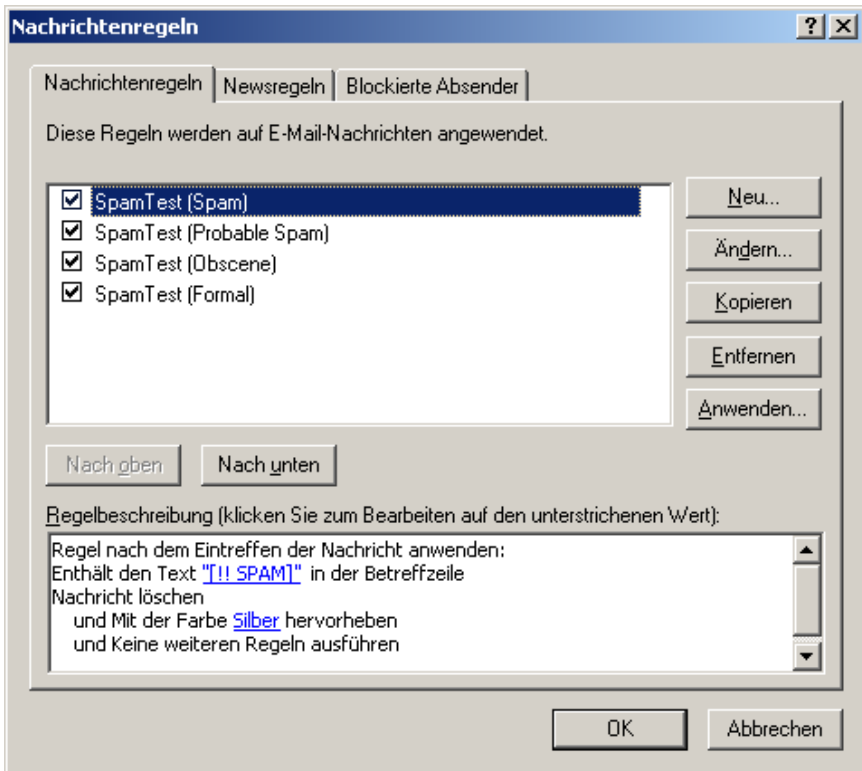 Nachrichtenregeln
Nachrichtenregeln Newsregeln Blockierte Absender
Diese Regeln werden auf E-Mail-Nachrichten angewendet.
SpamTest (Spam)
SpamTest (Probable Spam)
SpamTest (Obscene)
SpamTest (Formal)
Neu...
Ändern...
Kopieren
Entfernen
Anwenden...
Nach oben Nach unten
Regelbeschreibung (klicken Sie zum Bearbeiten auf den unterstrichenen Wert):
Regel nach dem Eintreffen der Nachricht anwenden:
Enthält den Text "[!! SPAM]" in der Betreffzeile
Nachricht löschen
und Mit der Farbe Silber hervorheben
und Keine weiteren Regeln ausführen
OK Abbrechen